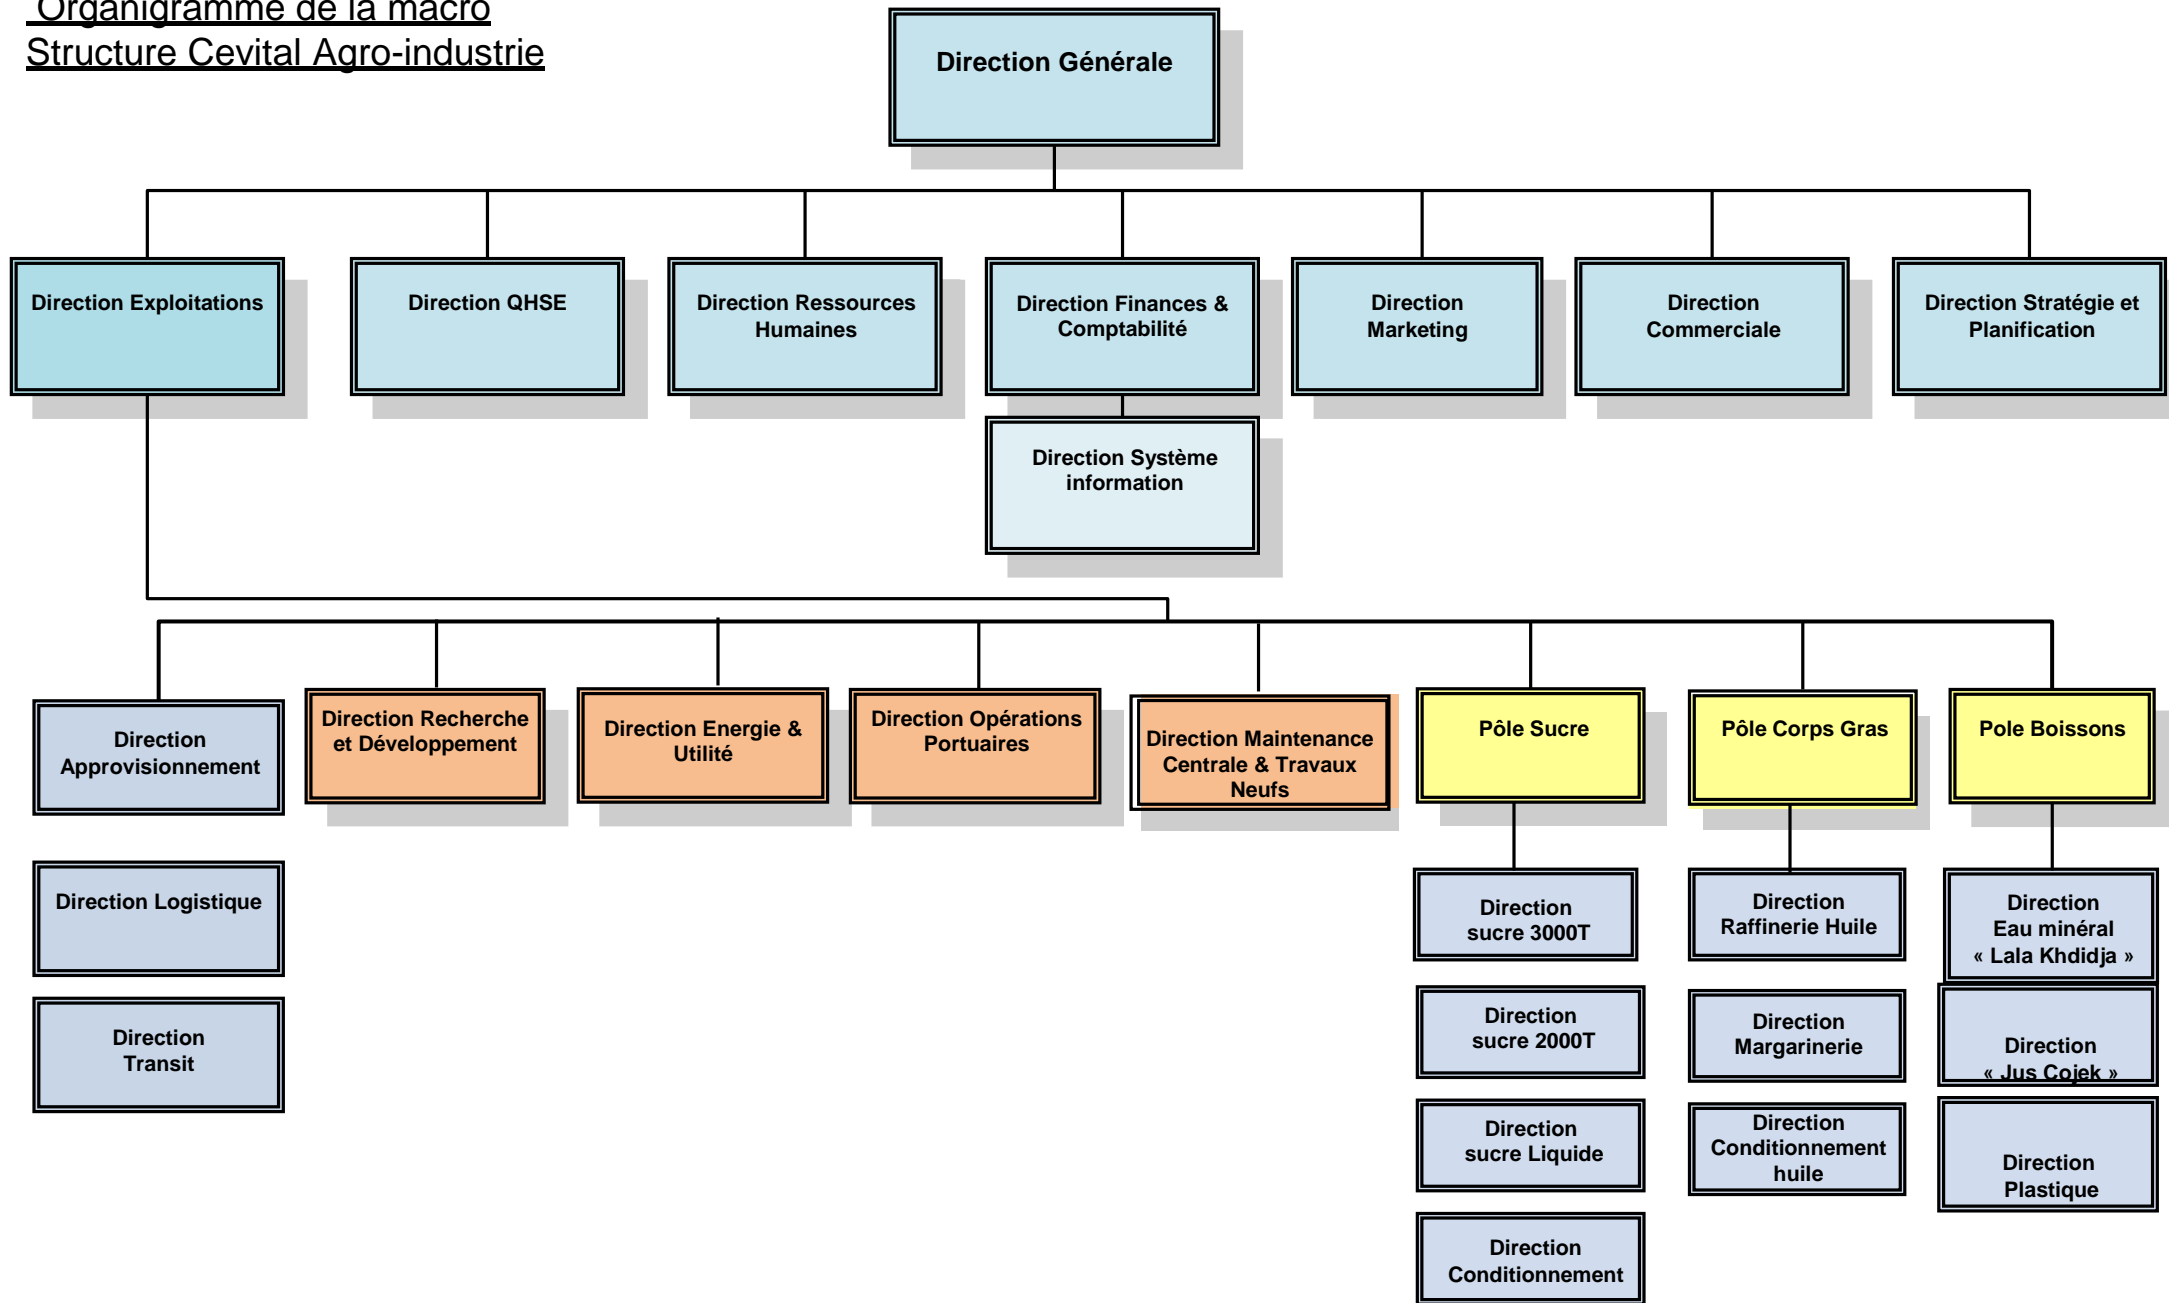 Organigramme de la macro
Structure Cevital Agro-industrie
Direction Générale
Direction Exploitations
Direction QHSE
Direction Ressources
Humaines
Direction Finances &
Comptabilité
Direction
Marketing
Direction
Commerciale
Direction Stratégie et
Planification
Direction Système
information
Direction
Approvisionnement
Direction Recherche
et Développement
Direction Energie &
Utilité
Direction Opérations
Portuaires
Direction Maintenance
Centrale & Travaux
Neufs
Pôle Sucre
Pôle Corps Gras
Pole Boissons
Direction Logistique
Direction
Transit
Direction
sucre 3000T
Direction
sucre 2000T
Direction
sucre Liquide
Direction
Conditionnement
Direction
Raffinerie Huile
Direction
Margarinerie
Direction
Conditionnement
huile
Direction
Eau minéral
« Lala Khdidja »
Direction
« Jus Cojek »
Direction
Plastique